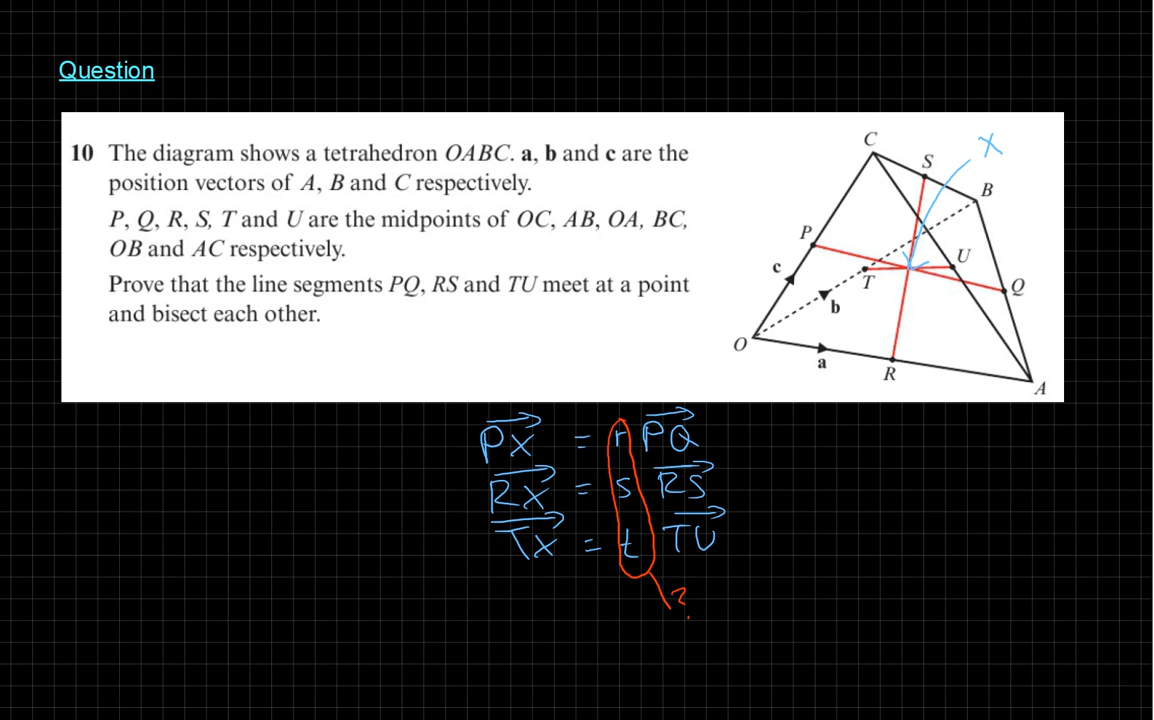 Question
10 The diagram shows a tetrahedron OABC. a, b and c are the
position vectors of A, B and C respectively.
P, Q, R, S, T and U are the midpoints of OC, AB, OA, BC,
OB and AC respectively.
Prove that the line segments PQ, RS and TU meet at a point
and bisect each other.
C
S
X
B
P
U
c
T
Q
b
O
a
R
A
PX = r PQ
RX = s RS
TX = t TU
?